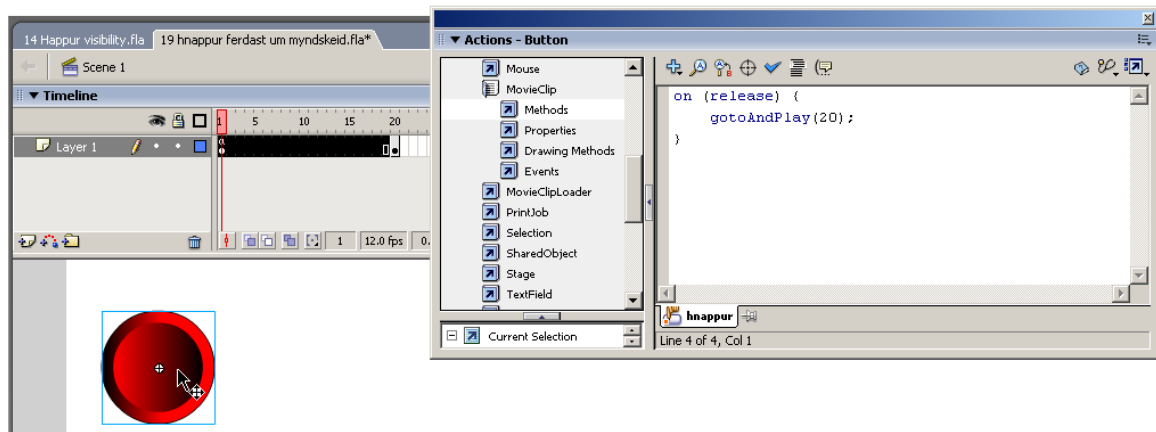 14 Happur visibility.fla
19 hnappur ferdast um myndskeid.fla*
Scene 1
Timeline
1 5 10 15 20
Layer 1
1 12.0 fps 0.
Actions - Button
Mouse
MovieClip
Methods
Properties
Drawing Methods
Events
MovieClipLoader
PrintJob
Selection
SharedObject
Stage
TextField
Current Selection
on (release) {
gotoAndPlay(20);
}
hnappur
Line 4 of 4, Col 1